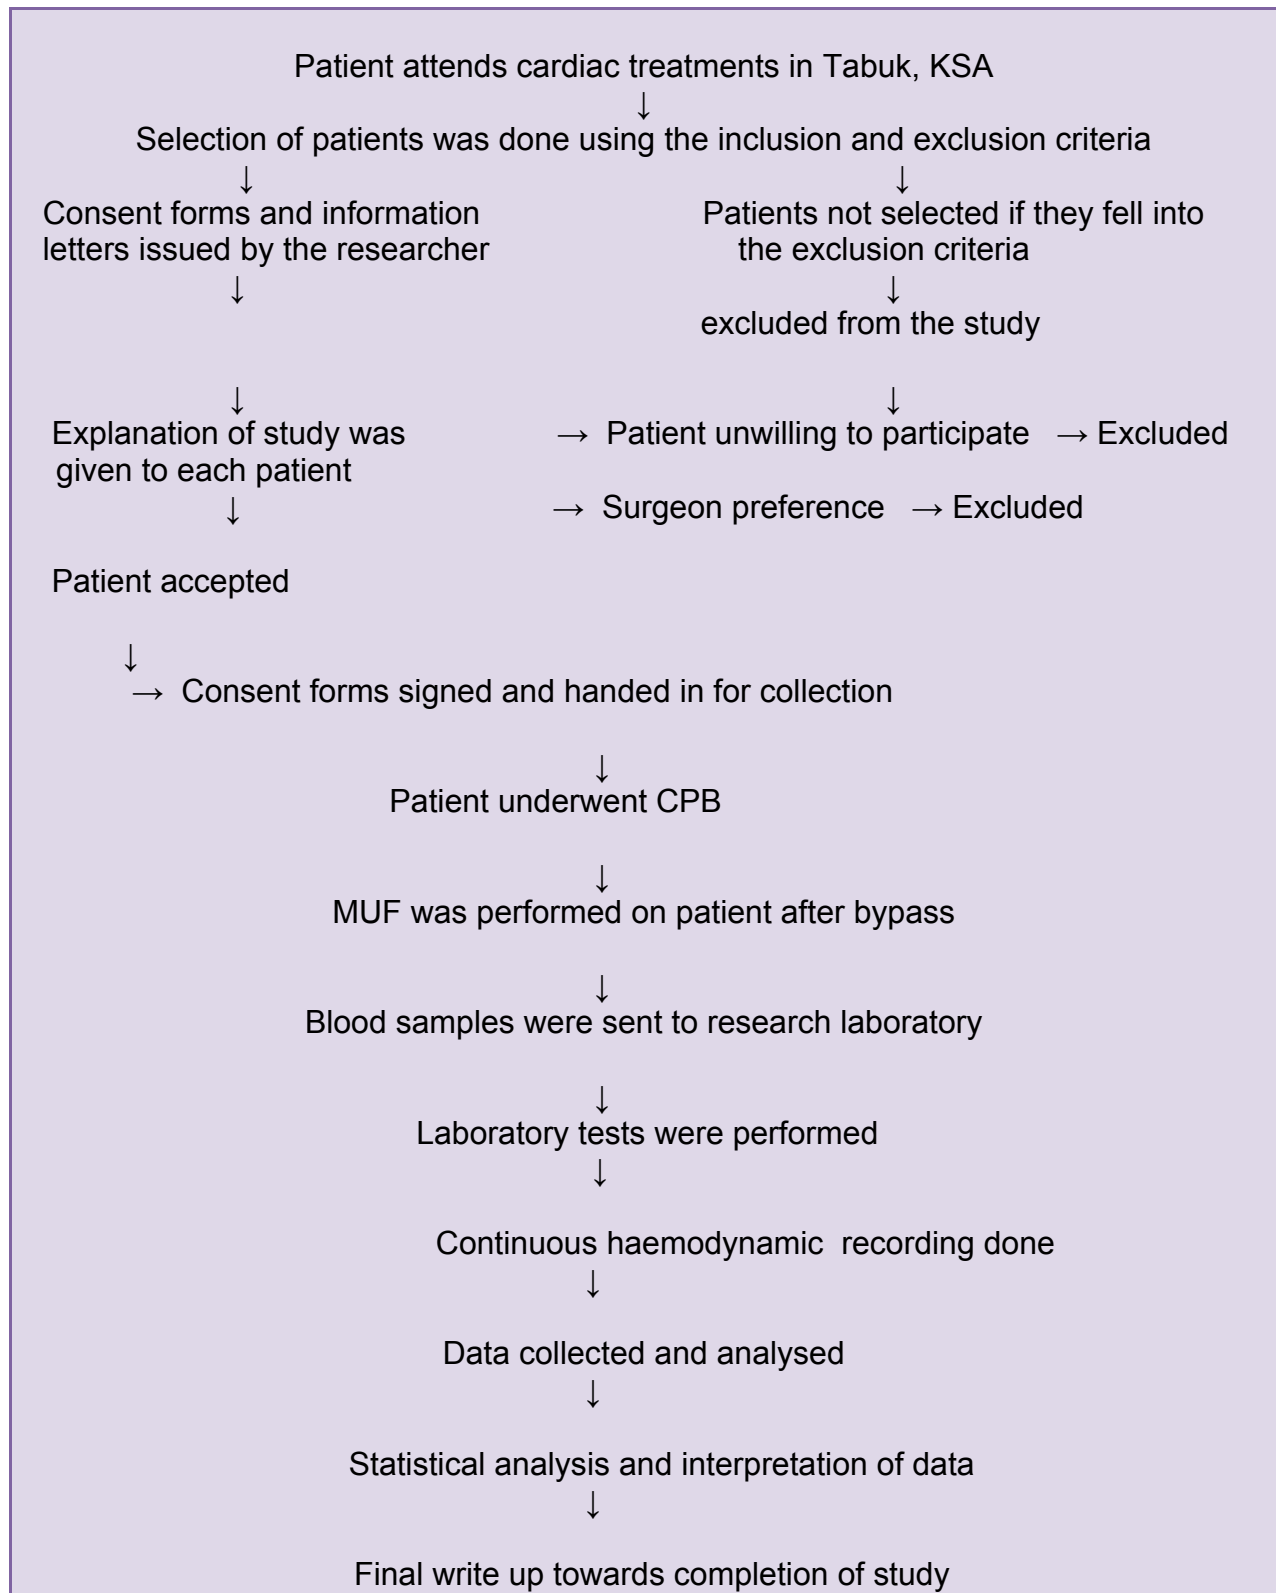 Patient attends cardiac treatments in Tabuk, KSA
↓
Selection of patients was done using the inclusion and exclusion criteria
↓ ↓
Consent forms and information Patients not selected if they fell into
letters issued by the researcher the exclusion criteria
↓ ↓
excluded from the study
↓ ↓
Explanation of study was → Patient unwilling to participate → Excluded
given to each patient
↓ → Surgeon preference → Excluded
Patient accepted
↓
→ Consent forms signed and handed in for collection
↓
Patient underwent CPB
↓
MUF was performed on patient after bypass
↓
Blood samples were sent to research laboratory
↓
Laboratory tests were performed
↓
Continuous haemodynamic recording done
↓
Data collected and analysed
↓
Statistical analysis and interpretation of data
↓
Final write up towards completion of study